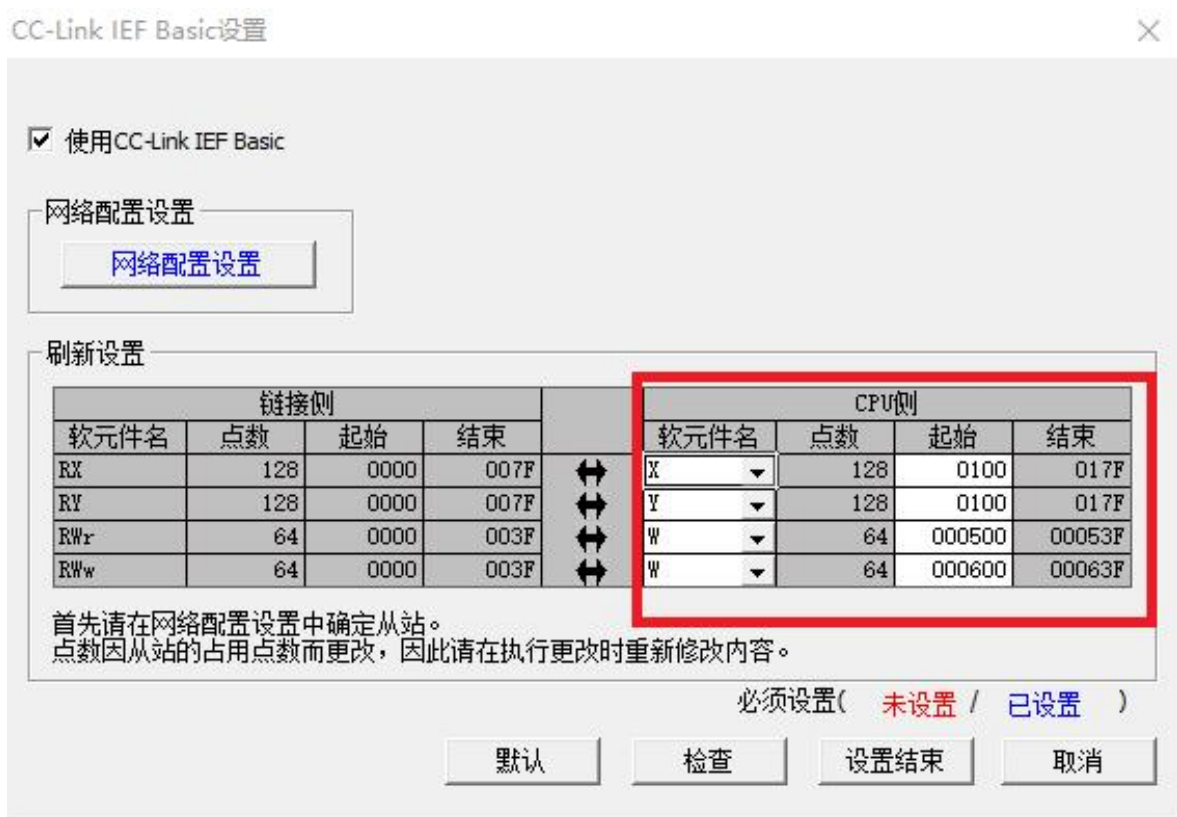 CC-Link IEF Basic设置
使用CC-Link IEF Basic
网络配置设置
网络配置设置
刷新设置
链接侧 CPU侧
软元件名 点数 起始 结束 软元件名 点数 起始 结束
RX 128 0000 007F X 128 0100 017F
RY 128 0000 007F Y 128 0100 017F
RWr 64 0000 003F W 64 000500 00053F
RWw 64 0000 003F W 64 000600 00063F
首先请在网络配置设置中确定从站。
点数因从站的占用点数而更改，因此请在执行更改时重新修改内容。
必须设置( 未设置 / 已设置 )
默认 检查 设置结束 取消